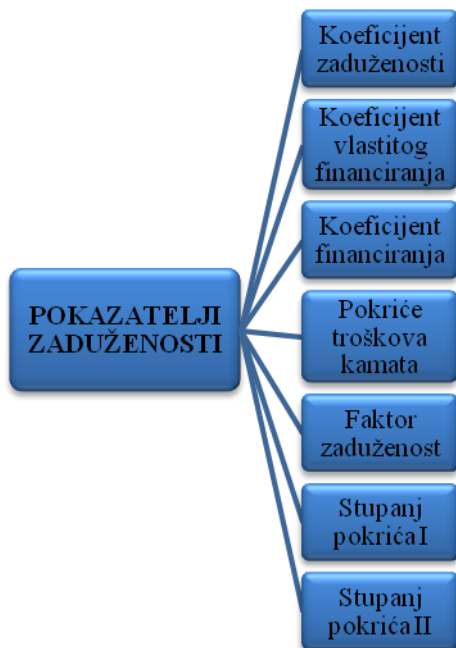 POKAZATELJI
ZADUŽENOSTI
Koeficijent
zaduženosti
Koeficijent
vlastitog
financiranja
Koeficijent
financiranja
Pokriće
troškova
kamata
Faktor
zaduženost
Stupanj
pokrića I
Stupanj
pokrića II